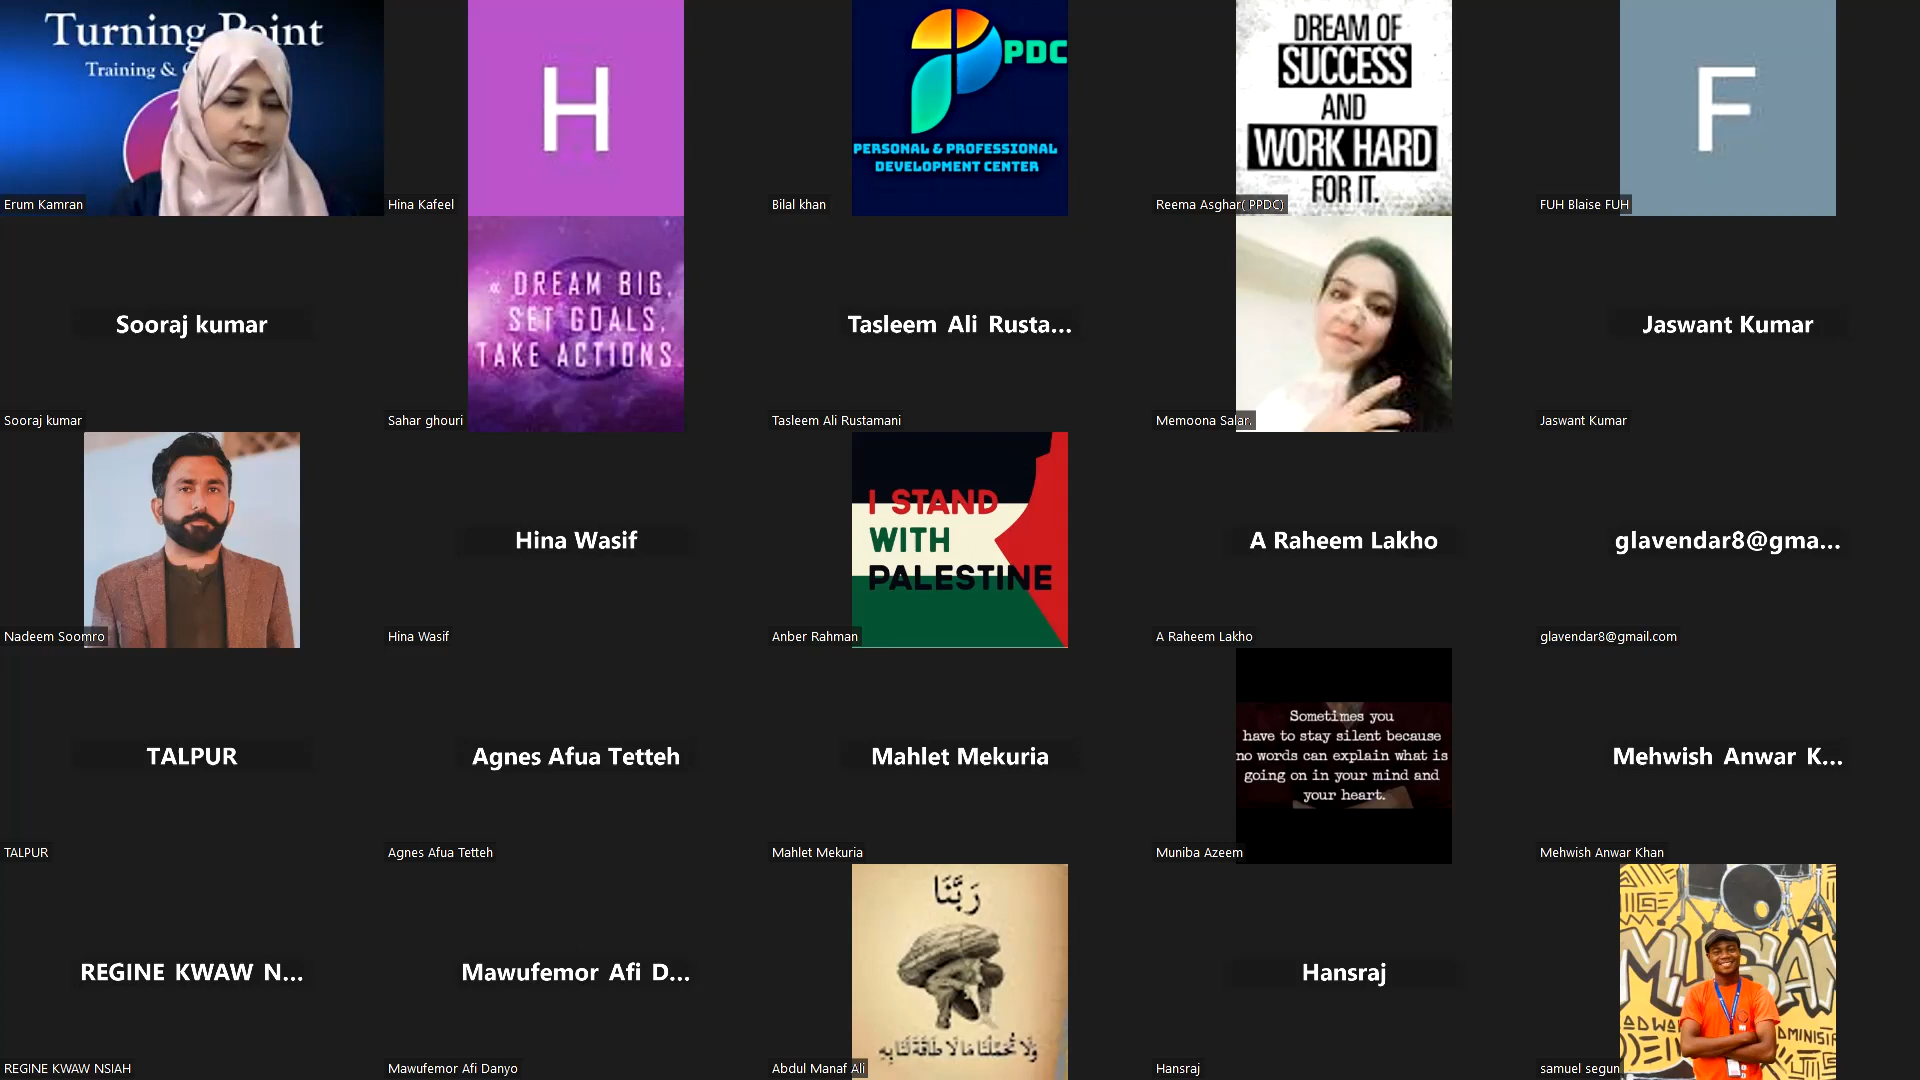 Turning Point
Training &
Erum Kamran
H
Hina Kafeel
PPDC
PERSONAL & PROFESSIONAL
DEVELOPMENT CENTER
Bilal khan
DREAM OF
SUCCESS
AND
WORK HARD
FOR IT.
Reema Asghar( PPDC)
F
FUH Blaise FUH
Sooraj kumar
Sooraj kumar
« DREAM BIG,
SET GOALS,
TAKE ACTIONS.
Sahar ghouri
Tasleem Ali Rusta...
Tasleem Ali Rustamani
Memoona Salar.
Jaswant Kumar
Jaswant Kumar
Nadeem Soomro
Hina Wasif
Hina Wasif
I STAND
WITH
PALESTINE
Anber Rahman
A Raheem Lakho
A Raheem Lakho
glavendar8@gma...
glavendar8@gmail.com
TALPUR
TALPUR
Agnes Afua Tetteh
Agnes Afua Tetteh
Mahlet Mekuria
Mahlet Mekuria
Sometimes you
have to stay silent because
no words can explain what is
going on in your mind and
your heart.
Muniba Azeem
Mehwish Anwar K...
Mehwish Anwar Khan
REGINE KWAW N...
REGINE KWAW NSIAH
Mawufemor Afi D...
Mawufemor Afi Danyo
رَبَّنَا
وَلَا تُحَمِّلْنَا مَا لَا طَاقَةَ لَنَا بِهِ
Abdul Manaf Ali
Hansraj
Hansraj
samuel segun